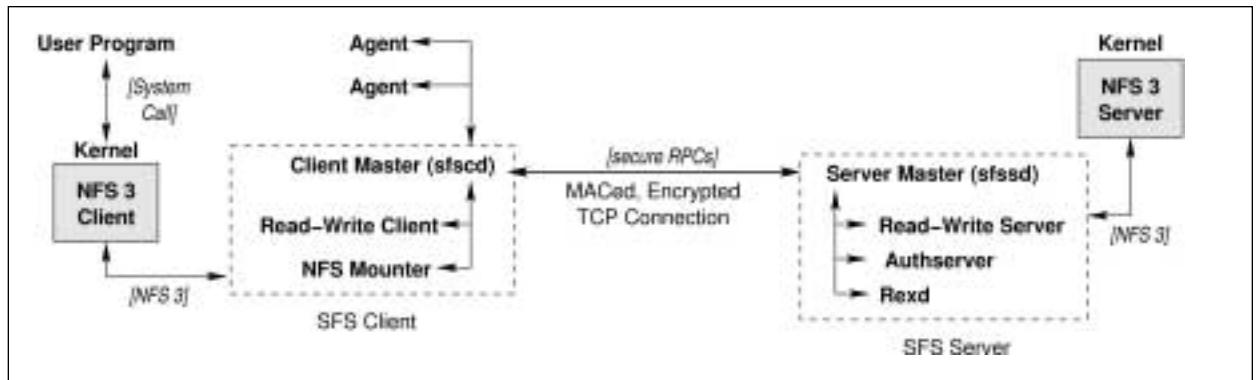 User Program
[System
Call]
Kernel
NFS 3
Client
[NFS 3]
Agent
Agent
Client Master (sfscd)
Read-Write Client
NFS Mounter
SFS Client
[secure RPCs]
MACed, Encrypted
TCP Connection
Kernel
NFS 3
Server
Server Master (sfssd)
Read-Write Server
Authserver
Rexd
[NFS 3]
SFS Server